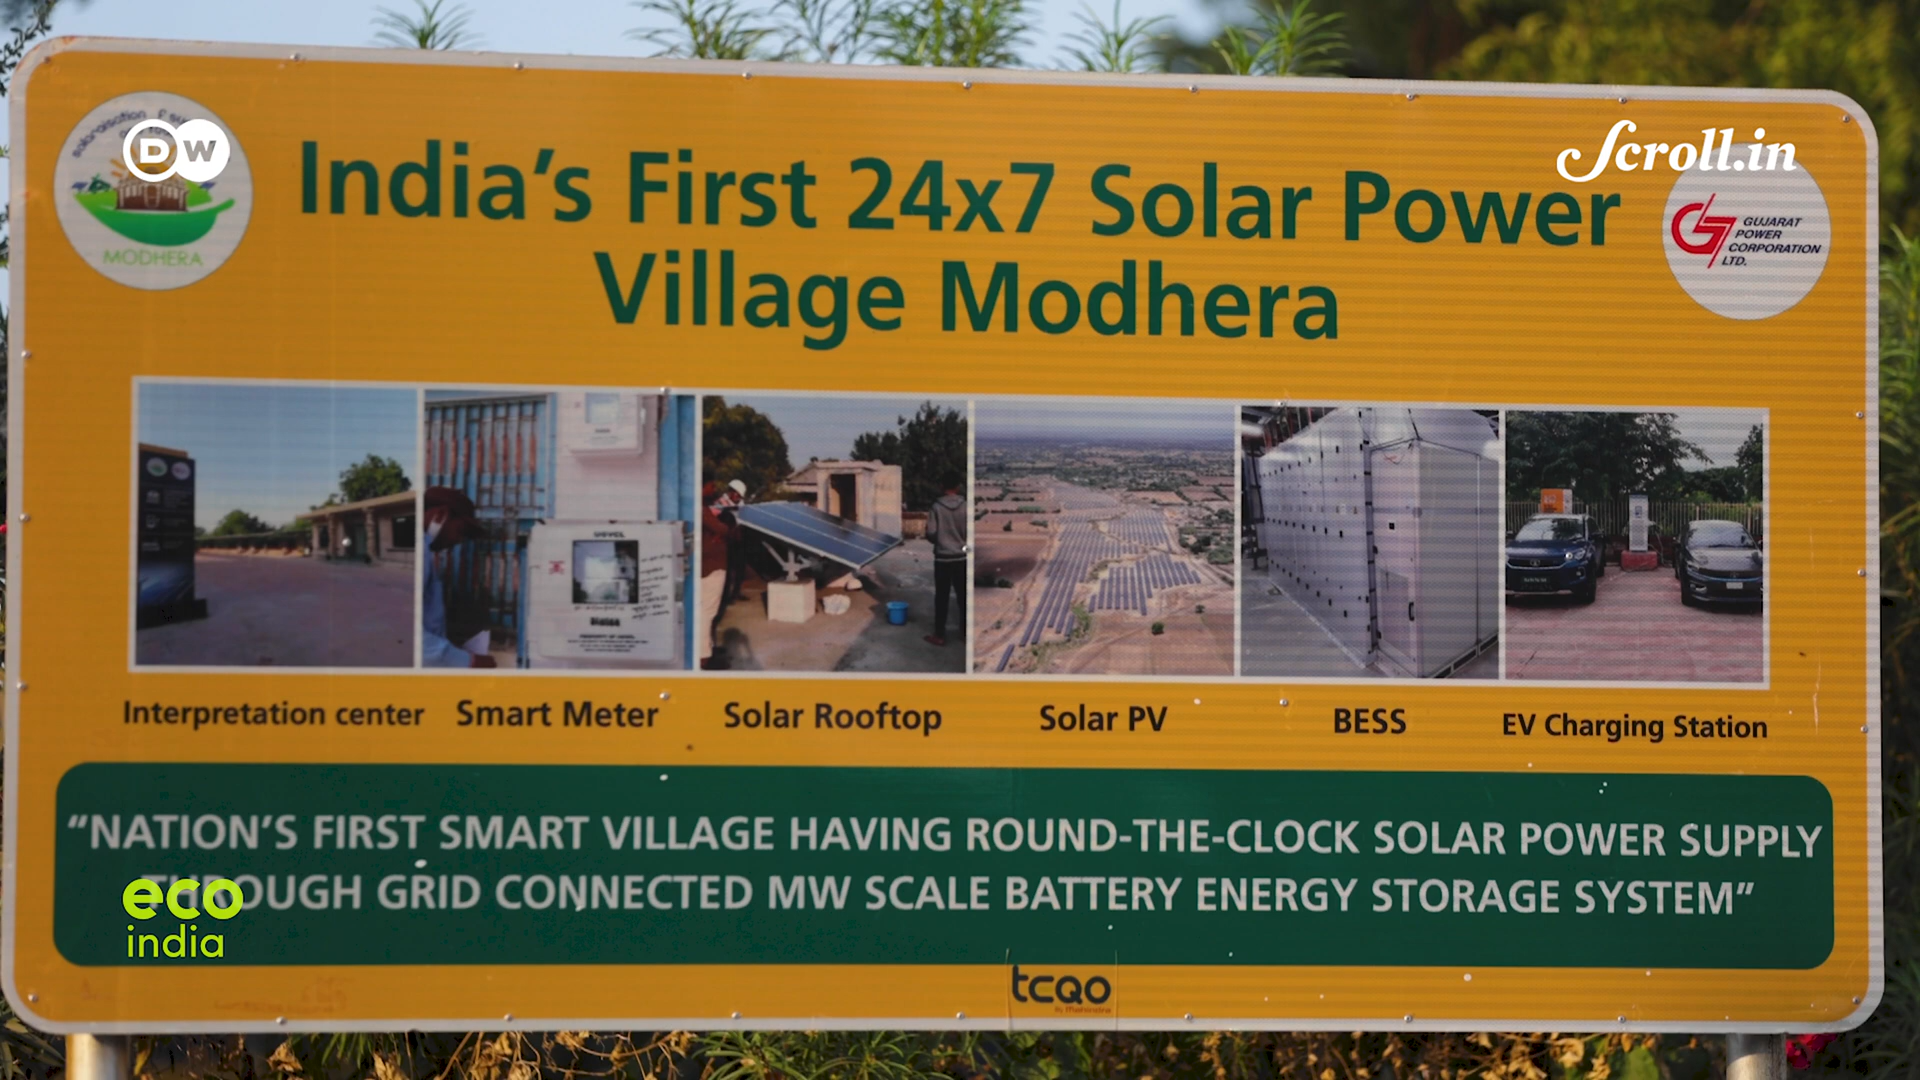 DW
Scroll.in
MODHERA
India's First 24x7 Solar Power
Village Modhera
GUJARAT
POWER
CORPORATION
LTD.
Interpretation center
Smart Meter
Solar Rooftop
Solar PV
BESS
EV Charging Station
"NATION'S FIRST SMART VILLAGE HAVING ROUND-THE-CLOCK SOLAR POWER SUPPLY
THROUGH GRID CONNECTED MW SCALE BATTERY ENERGY STORAGE SYSTEM"
eco
india
tcqo